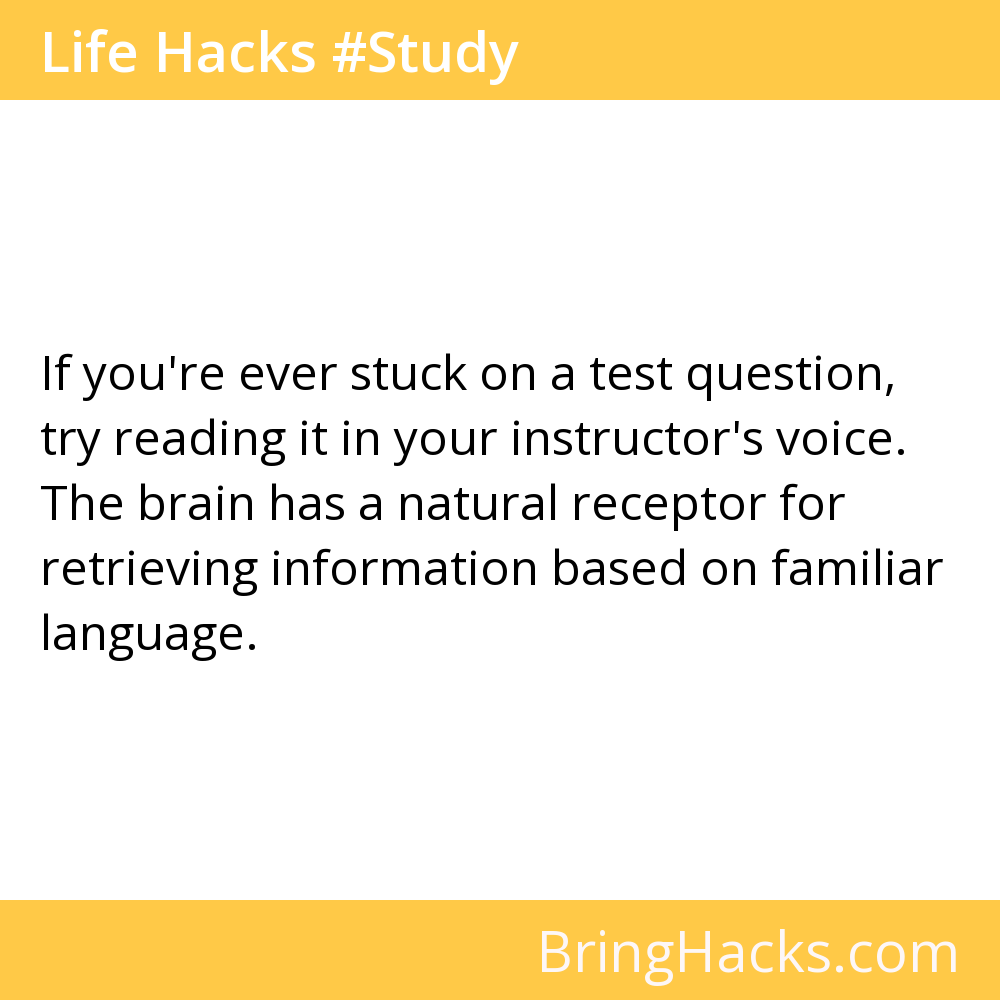 Life Hacks #Study
If you're ever stuck on a test question,
try reading it in your instructor's voice.
The brain has a natural receptor for
retrieving information based on familiar
language.
BringHacks.com